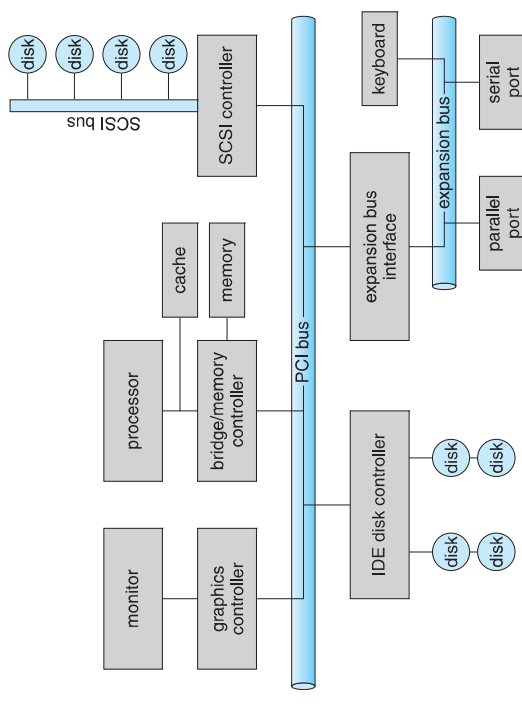 monitor
processor
cache
graphics
controller
bridge/memory
controller
memory
SCSI controller
SCSI bus
disk
disk
disk
disk
PCI bus
IDE disk controller
expansion bus
interface
keyboard
disk
disk
disk
disk
expansion bus
parallel
port
serial
port